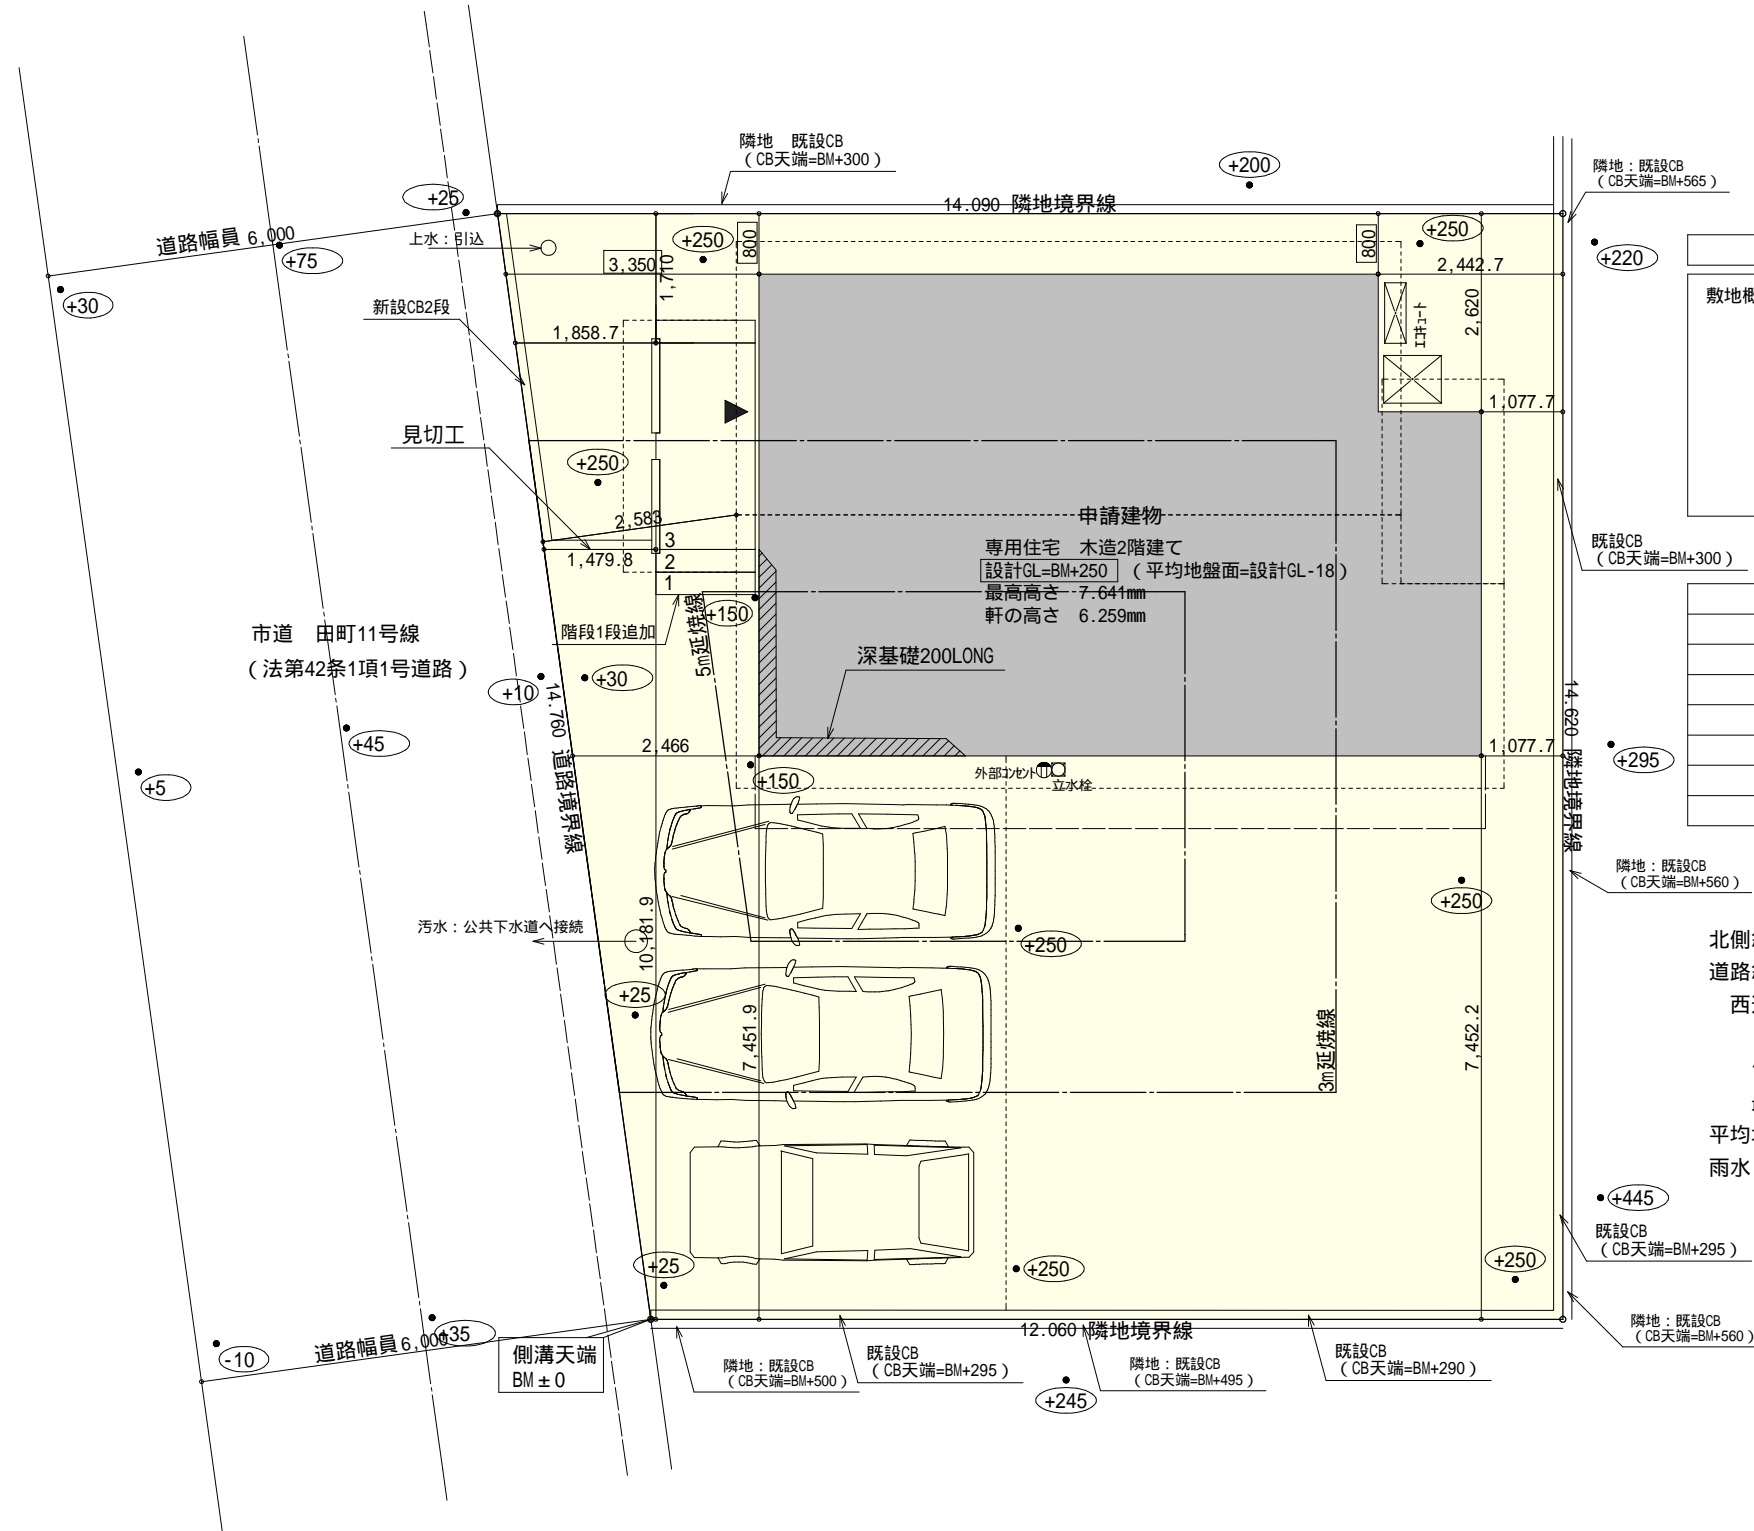 隣地　既設CB
（CB天端=BM+300）
+200
隣地：既設CB
（CB天端=BM+565）
+25
14.090 隣地境界線
道路幅員 6,000
上水：引込
+250
800
800
+250
+220
+75
3,350
1,710
2,442.7
+30
新設CB2段
敷地概
1,858.7
2,620
エコキュート
見切工
1,077.7
+250
2,583
申請建物
3
専用住宅　木造2階建て
既設CB
（CB天端=BM+300）
1,479.8
2
設計GL=BM+250 （平均地盤面=設計GL-18）
1
最高高さ　7.641mm
+150
軒の高さ　6.259mm
5m延焼線
階段1段追加
市道　田町11号線
（法第42条1項1号道路）
深基礎200LONG
+30
+10
14.760 道路境界線
14.620 隣地境界線
+45
2,466
1,077.7
+295
+5
+150
外部コンセント
立水栓
隣地：既設CB
（CB天端=BM+560）
+250
汚水：公共下水道へ接続
10,181.9
+250
北側
道路
西
+25
7,451.9
3m延焼線
7,452.2
平均
雨水
+445
既設CB
（CB天端=BM+295）
+25
+250
+250
+35
道路幅員 6,000
-10
側溝天端
BM±0
12.060 隣地境界線
隣地：既設CB
（CB天端=BM+560）
隣地：既設CB
（CB天端=BM+500）
既設CB
（CB天端=BM+295）
隣地：既設CB
（CB天端=BM+495）
既設CB
（CB天端=BM+290）
+245